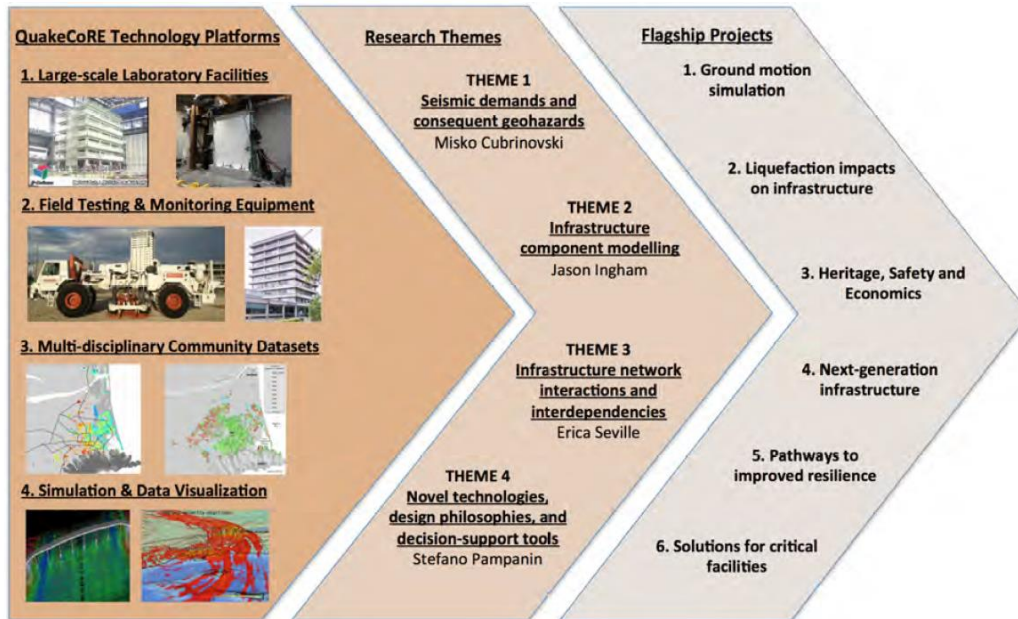 QuakeCoRE Technology Platforms
1. Large-scale Laboratory Facilities
2. Field Testing & Monitoring Equipment
3. Multi-disciplinary Community Datasets
4. Simulation & Data Visualization
Research Themes
THEME 1
Seismic demands and
consequent geohazards
Misko Cubrinovski
THEME 2
Infrastructure
component modelling
Jason Ingham
THEME 3
Infrastructure network
interactions and
interdependencies
Erica Seville
THEME 4
Novel technologies,
design philosophies, and
decision-support tools
Stefano Pampanin
Flagship Projects
1. Ground motion
simulation
2. Liquefaction impacts
on infrastructure
3. Heritage, Safety and
Economics
4. Next-generation
infrastructure
5. Pathways to
improved resilience
6. Solutions for critical
facilities